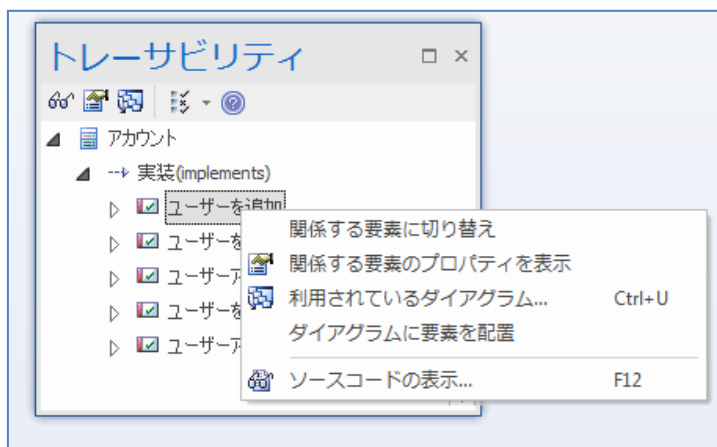 トレーサビリティ
アカウント
実装(implements)
ユーザーを追加
ユーザーを
ユーザーア
ユーザーを
ユーザーア
関係する要素に切り替え
関係する要素のプロパティを表示
利用されているダイアグラム... Ctrl+U
ダイアグラムに要素を配置
ソースコードの表示... F12